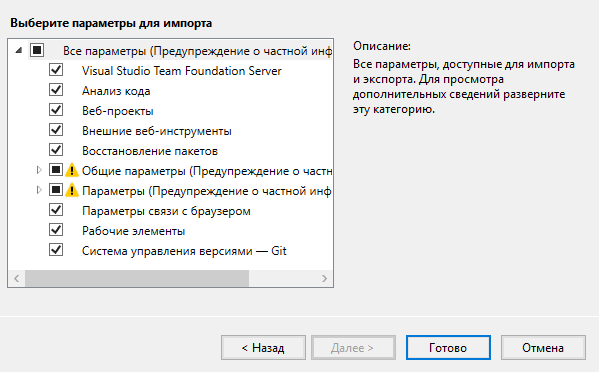 Выберите параметры для импорта
Все параметры (Предупреждение о частной инф
Visual Studio Team Foundation Server
Анализ кода
Веб-проекты
Внешние веб-инструменты
Восстановление пакетов
Общие параметры (Предупреждение о частн
Параметры (Предупреждение о частной инф
Параметры связи с браузером
Рабочие элементы
Система управления версиями — Git
Описание:
Все параметры, доступные для импорта
и экспорта. Для просмотра
дополнительных сведений разверните
эту категорию.
< Назад
Далее >
Готово
Отмена